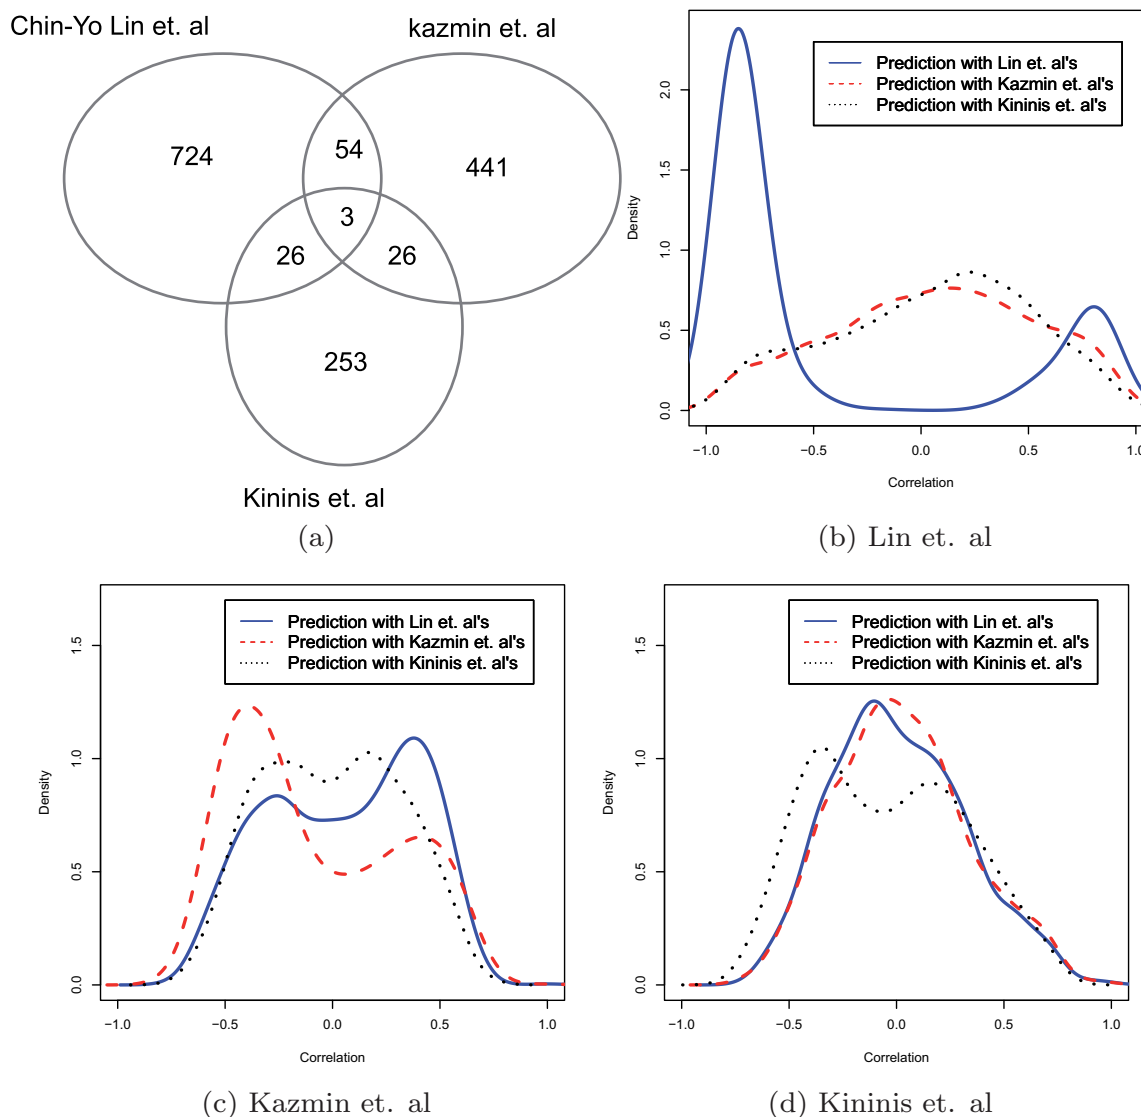 Chin-Yo Lin et. al
kazmin et. al
724
54
441
3
26
26
253
Kininis et. al
(a)
Prediction with Lin et. al's
Prediction with Kazmin et. al's
Prediction with Kininis et. al's
Density
0.0
0.5
1.0
1.5
2.0
−1.0 −0.5 0.0 0.5 1.0
Correlation
(b) Lin et. al
Prediction with Lin et. al's
Prediction with Kazmin et. al's
Prediction with Kininis et. al's
Density
0.0
0.5
1.0
1.5
−1.0 −0.5 0.0 0.5 1.0
Correlation
(c) Kazmin et. al
Prediction with Lin et. al's
Prediction with Kazmin et. al's
Prediction with Kininis et. al's
Density
0.0
0.5
1.0
1.5
−1.0 −0.5 0.0 0.5 1.0
Correlation
(d) Kininis et. al